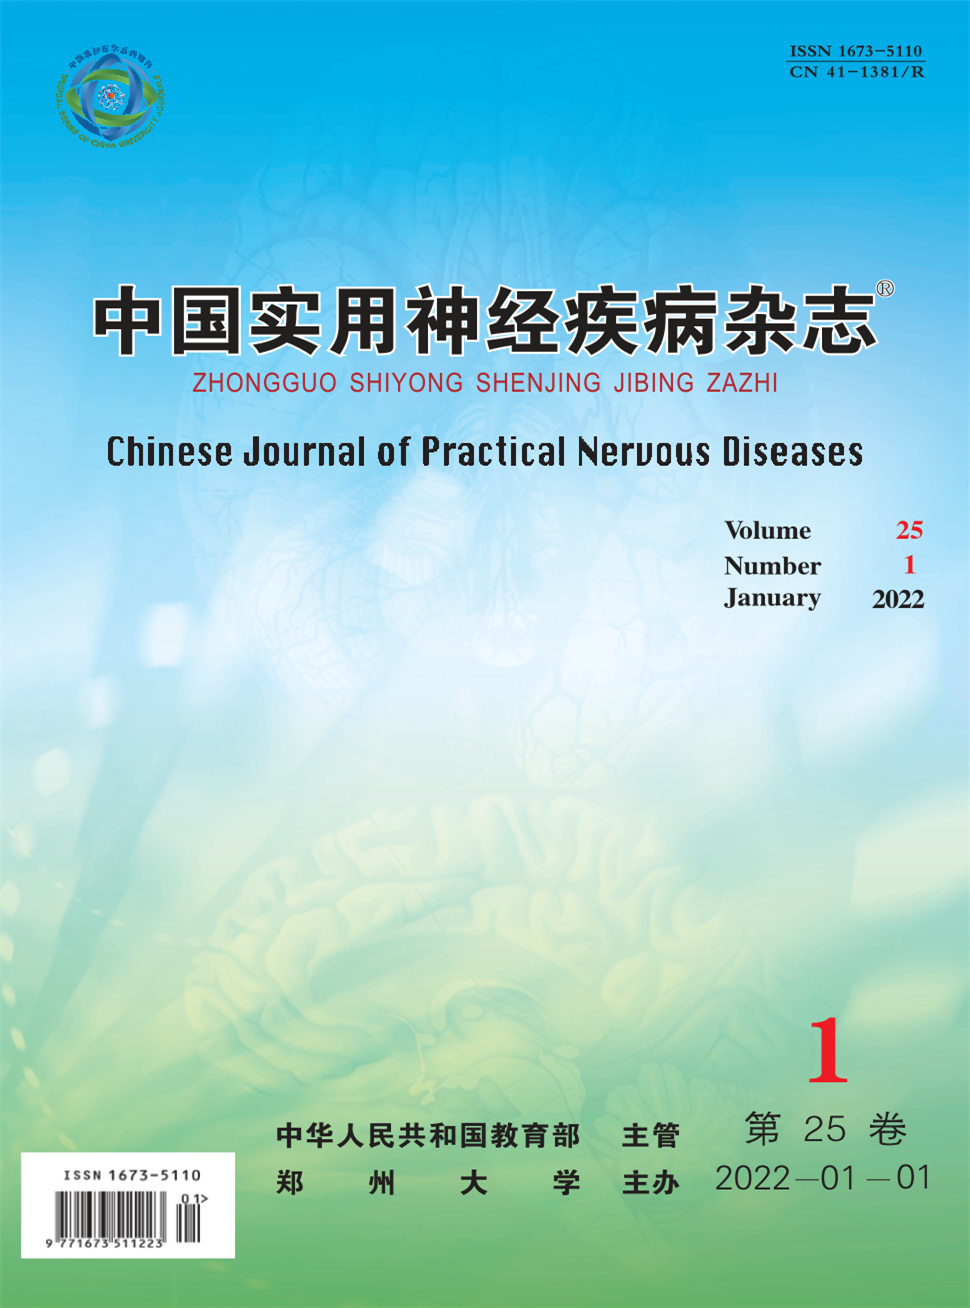 ISSN 1673-5110
CN 41-1381/R
中国实用神经疾病杂志®
ZHONGGUO SHIYONG SHENJING JIBING ZAZHI
Chinese Journal of Practical Nervous Diseases
Volume 25
Number 1
January 2022
1
中华人民共和国教育部 主管
郑州大学 主办
第 25 卷
2022-01-01
ISSN 1673-5110
01>
9 771673 511223